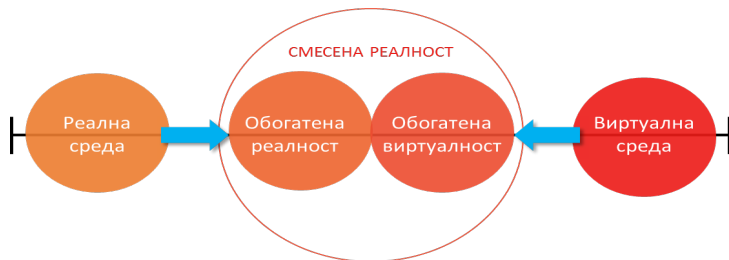 СМЕСЕНА РЕАЛНОСТ
Реална
среда
Обогатена
реалност
Обогатена
виртуалност
Виртуална
среда